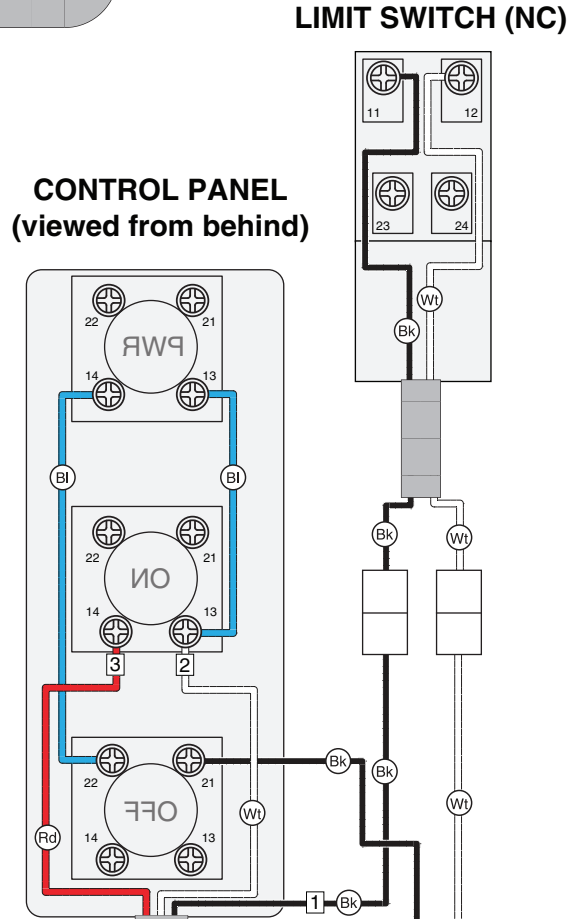 LIMIT SWITCH (NC)
11
12
23
24
Wt
Bk
CONTROL PANEL
(viewed from behind)
22
21
PWR
14
13
Bl
Bl
Bk
Wt
22
21
ON
14
13
3
2
22
21
OFF
14
13
Rd
Wt
Bk
Bk
Wt
1
Bk